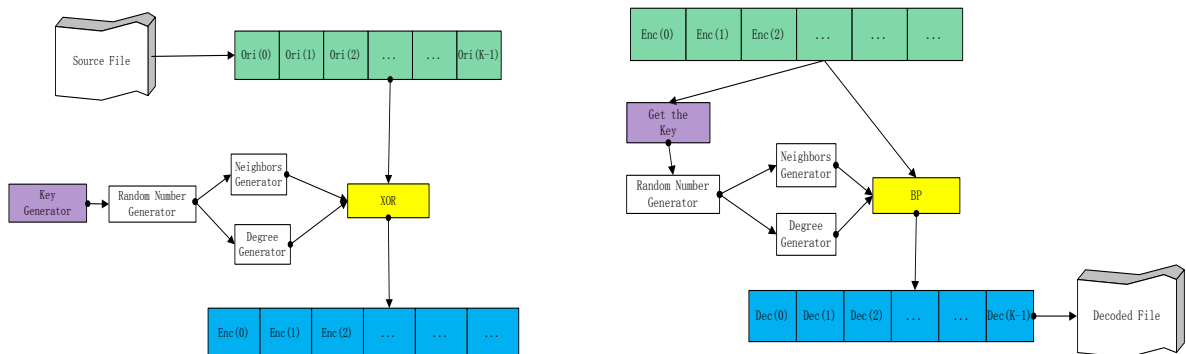 Source File
Ori(0) Ori(1) Ori(2) ... ... Ori(K-1)
Key
Generator
Random Number
Generator
Neighbors
Generator
Degree
Generator
XOR
Enc(0) Enc(1) Enc(2) ... ... ...
Enc(0) Enc(1) Enc(2) ... ... ...
Get the
Key
Random Number
Generator
Neighbors
Generator
Degree
Generator
BP
Dec(0) Dec(1) Dec(2) ... ... Dec(K-1)
Decoded File